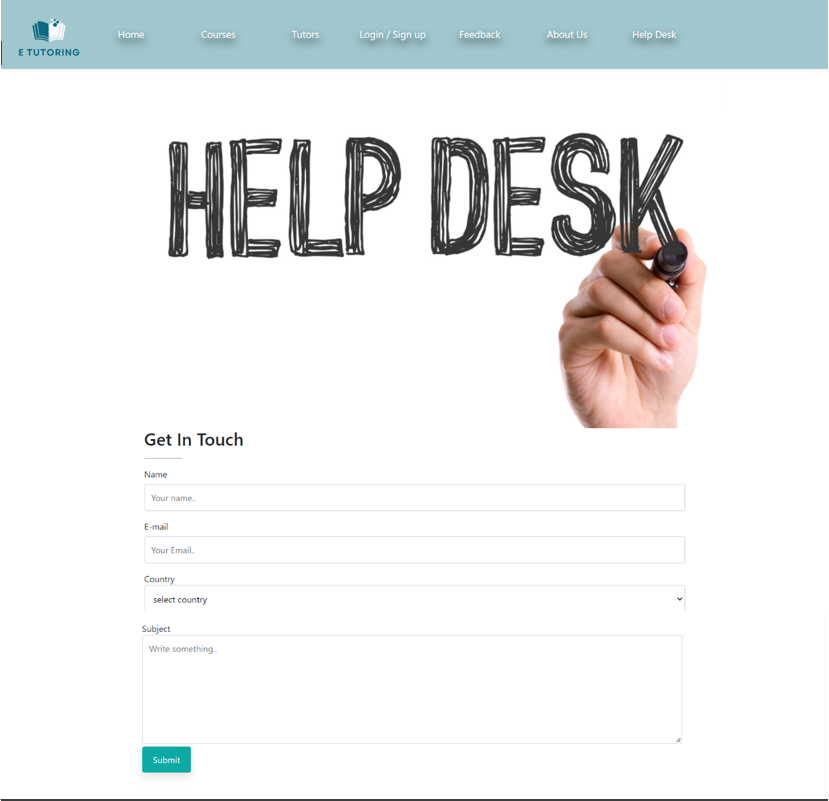 E TUTORING
Home Courses Tutors Login / Sign up Feedback About Us Help Desk
HELP DESK
Get In Touch
Name
Your name..
E-mail
Your Email..
Country
select country
Subject
Write something..
Submit